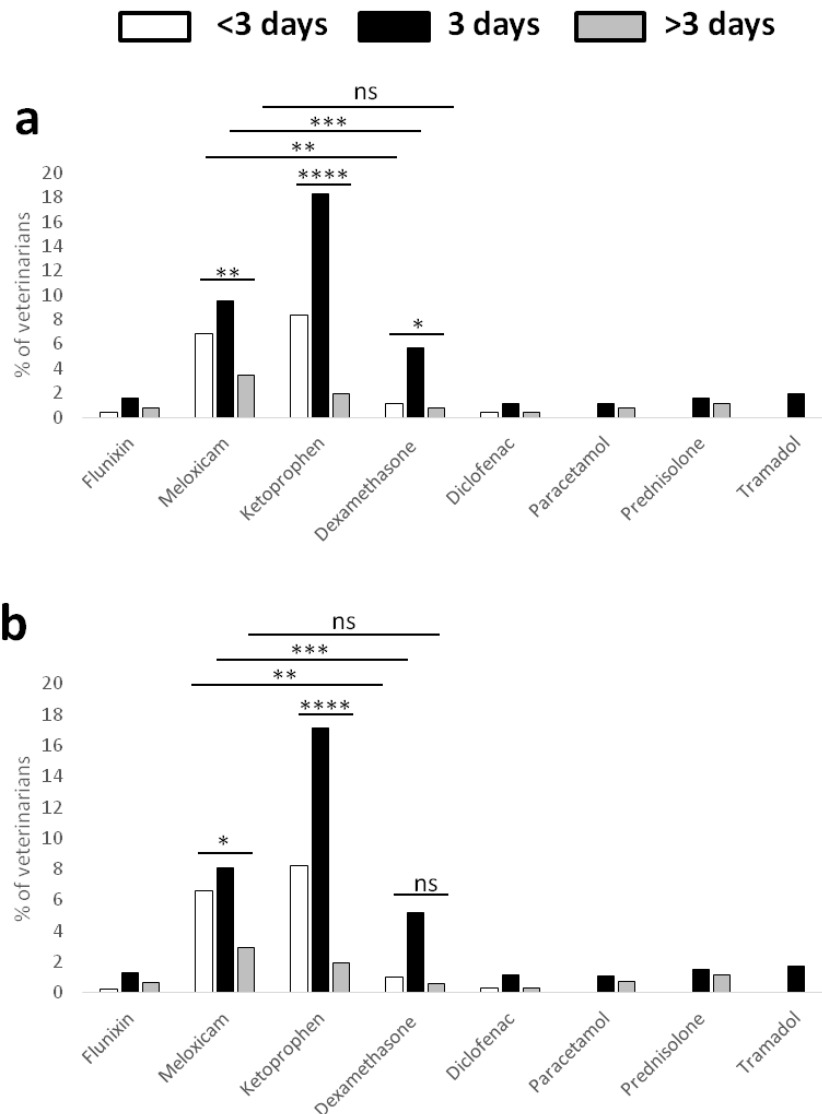 <3 days 3 days >3 days
a
ns
***
**
****
**
*
% of veterinarians
20
18
16
14
12
10
8
6
4
2
0
Flunixin
Meloxicam
Ketoprophen
Dexamethasone
Diclofenac
Paracetamol
Prednisolone
Tramadol
b
ns
***
**
****
*
ns
% of veterinarians
20
18
16
14
12
10
8
6
4
2
0
Flunixin
Meloxicam
Ketoprophen
Dexamethasone
Diclofenac
Paracetamol
Prednisolone
Tramadol